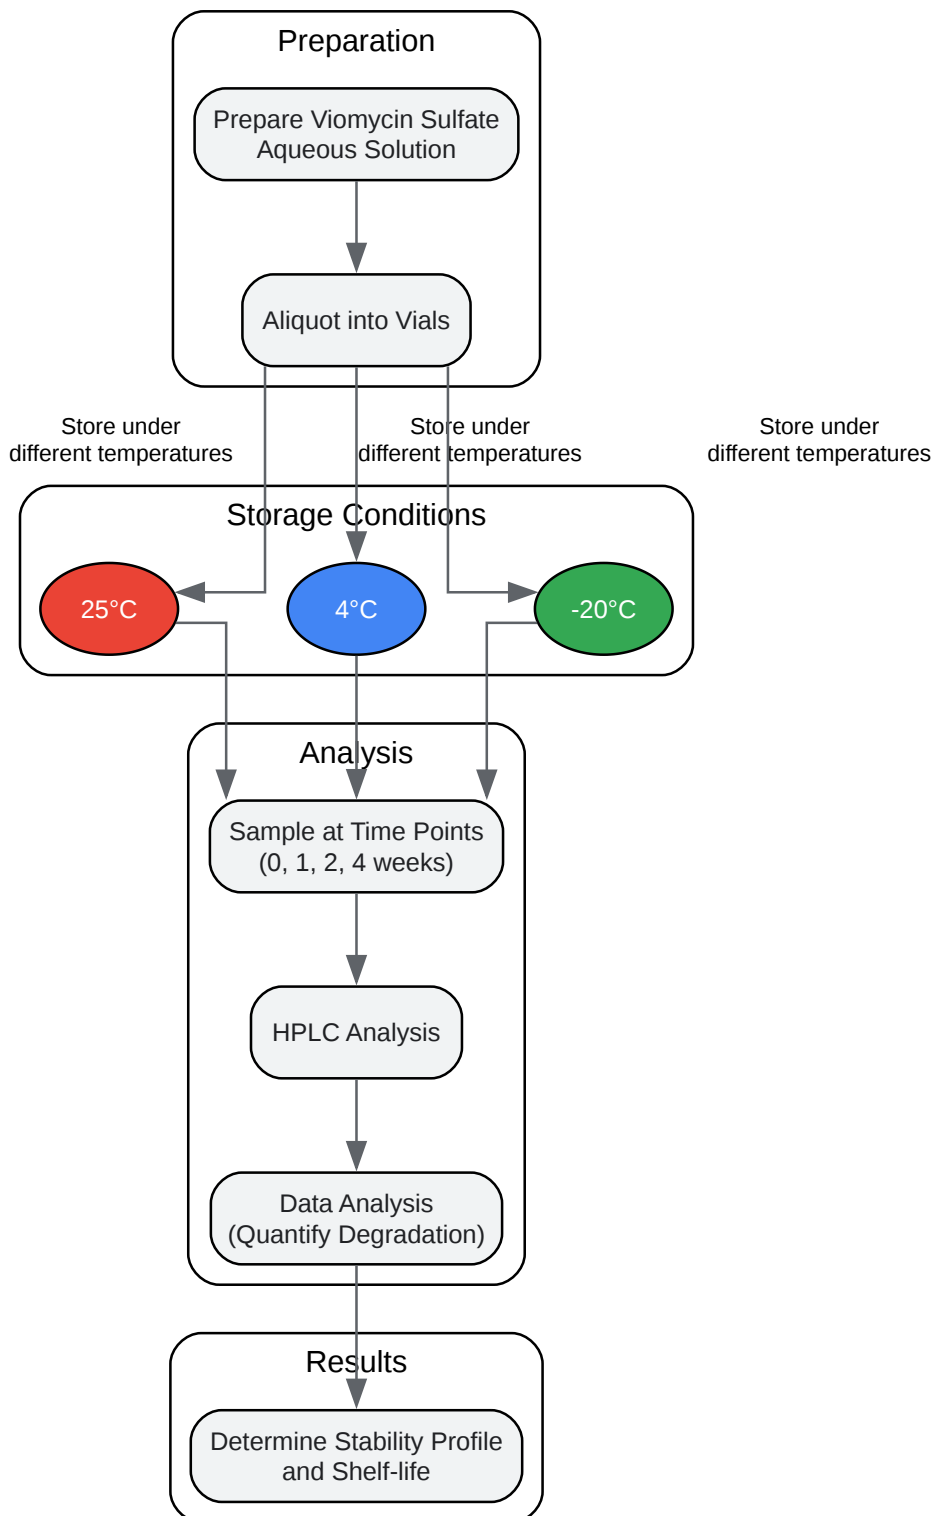 Preparation
Prepare Viomycin Sulfate
Aqueous Solution
Aliquot into Vials
Store under
different temperatures
Store under
different temperatures
Store under
different temperatures
Storage Conditions
25°C
4°C
-20°C
Analysis
Sample at Time Points
(0, 1, 2, 4 weeks)
HPLC Analysis
Data Analysis
(Quantify Degradation)
Results
Determine Stability Profile
and Shelf-life